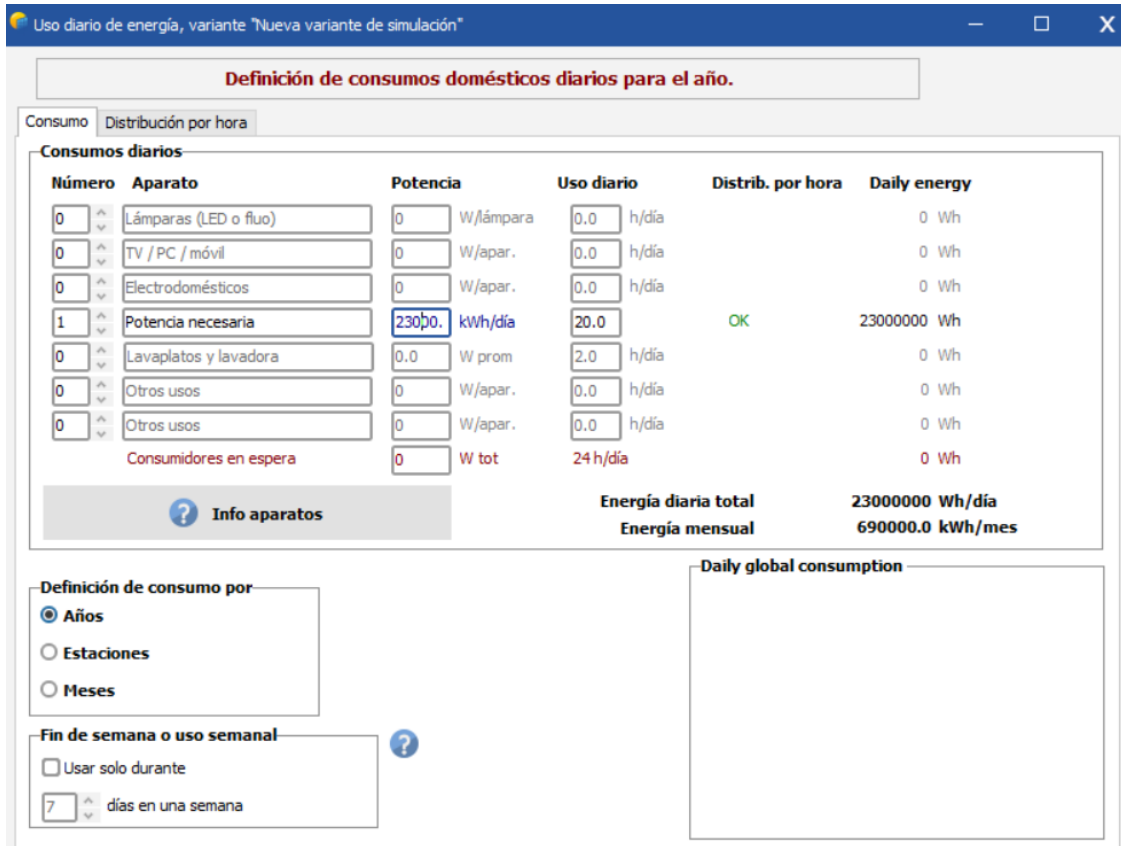 Uso diario de energía, variante "Nueva variante de simulación"
Definición de consumos domésticos diarios para el año.
Consumo Distribución por hora
Consumos diarios
Número Aparato Potencia Uso diario Distrib. por hora Daily energy
0 Lámparas (LED o fluo) 0 W/lámpara 0.0 h/día 0 Wh
0 TV / PC / móvil 0 W/apar. 0.0 h/día 0 Wh
0 Electrodomésticos 0 W/apar. 0.0 h/día 0 Wh
1 Potencia necesaria 23000. kWh/día 20.0 OK 23000000 Wh
0 Lavaplatos y lavadora 0.0 W prom 2.0 h/día 0 Wh
0 Otros usos 0 W/apar. 0.0 h/día 0 Wh
0 Otros usos 0 W/apar. 0.0 h/día 0 Wh
Consumidores en espera 0 W tot 24 h/día 0 Wh
? Info aparatos
Energía diaria total 23000000 Wh/día
Energía mensual 690000.0 kWh/mes
Definición de consumo por
Años
Estaciones
Meses
Daily global consumption
Fin de semana o uso semanal
?
Usar solo durante
7 días en una semana